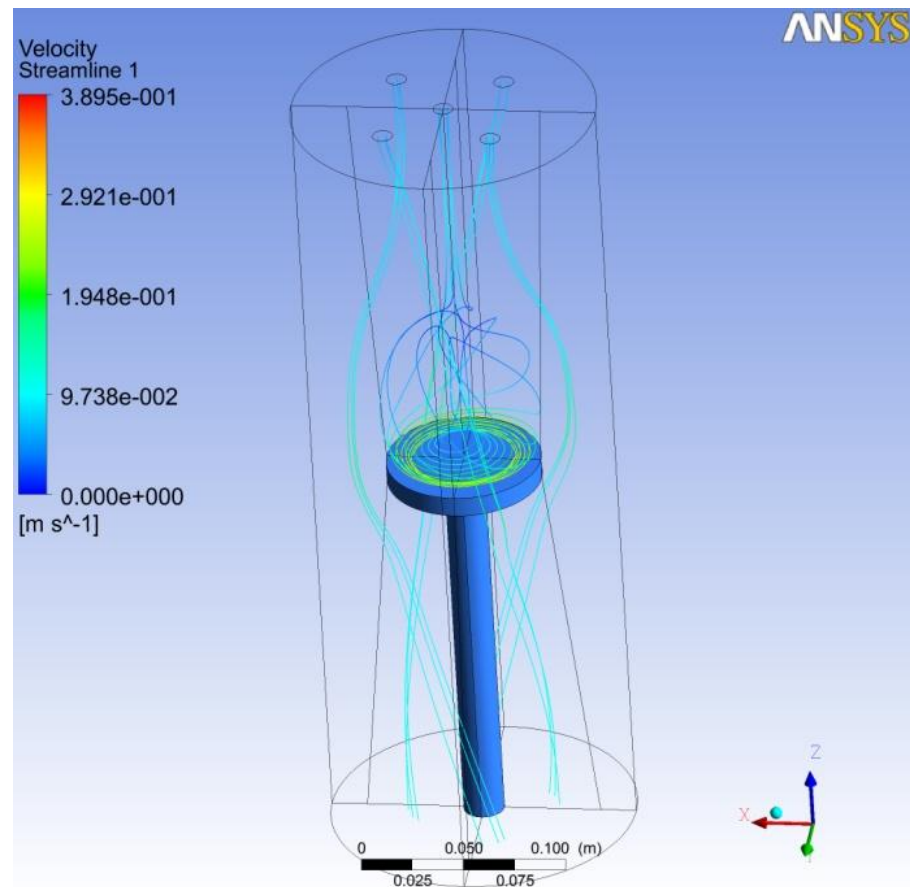 ANSYS
Velocity
Streamline 1
3.895e-001
2.921e-001
1.948e-001
9.738e-002
0.000e+000
[m s^-1]
Z
X
0 0.050 0.100 (m)
0.025 0.075